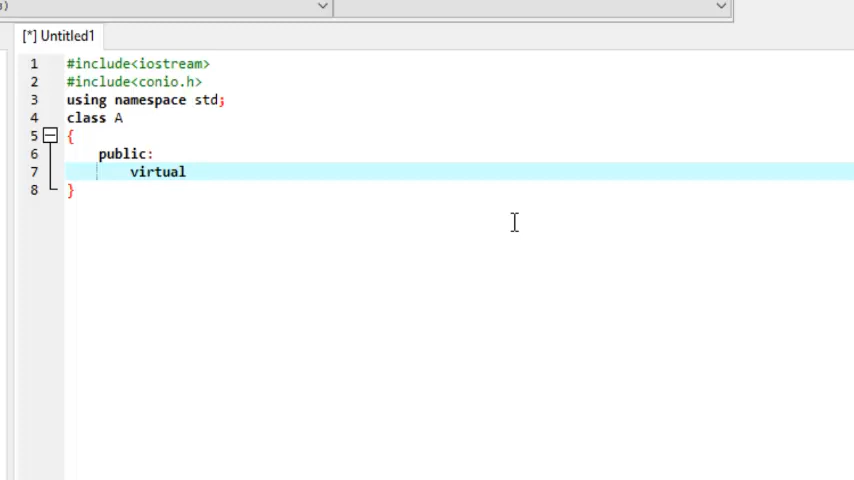 s)
[*] Untitled1
1 #include<iostream>
2 #include<conio.h>
3 using namespace std;
4 class A
5 {
6 public:
7 virtual
8 }